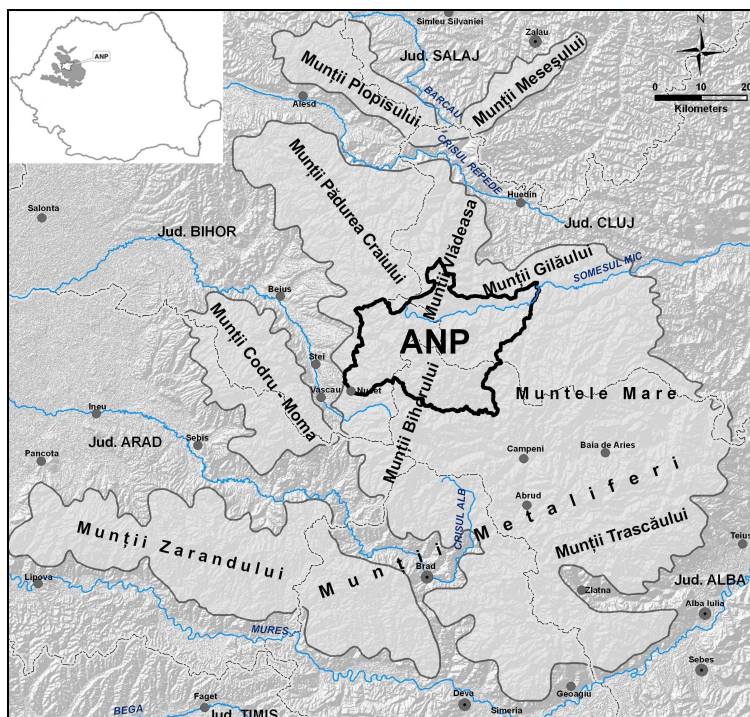 ANP
Simleu Silvaniei
Zalau
N
Jud. SALAJ
Munții Plopisului
Munții Meseșului
BARCAU
0 10 20
Kilometers
Alesd
CRISUL REPEDE
Munții Pădurea Craiului
Munții Vlădeasa
Huedin
Salonta
Jud. CLUJ
Jud. BIHOR
Munții Gilăului
SOMESUL MIC
Beius
ANP
Munții Codru - Moma
Stei
Vascau
Nucet
Muntele Mare
Ineu
Munții Bihorului
Jud. ARAD
Sebis
Pancota
Campeni
Baia de Aries
Abrud
CRISUL ALB
Munții Metaliferi
Munții Zarandului
Munții Trascăului
Teius
Brad
Lipova
Zlatna
Jud. ALBA
Alba Iulia
MUREȘ
Sebes
Faget
BEGA
Jud. TIMIS
Deva
Simeria
Geoagiu